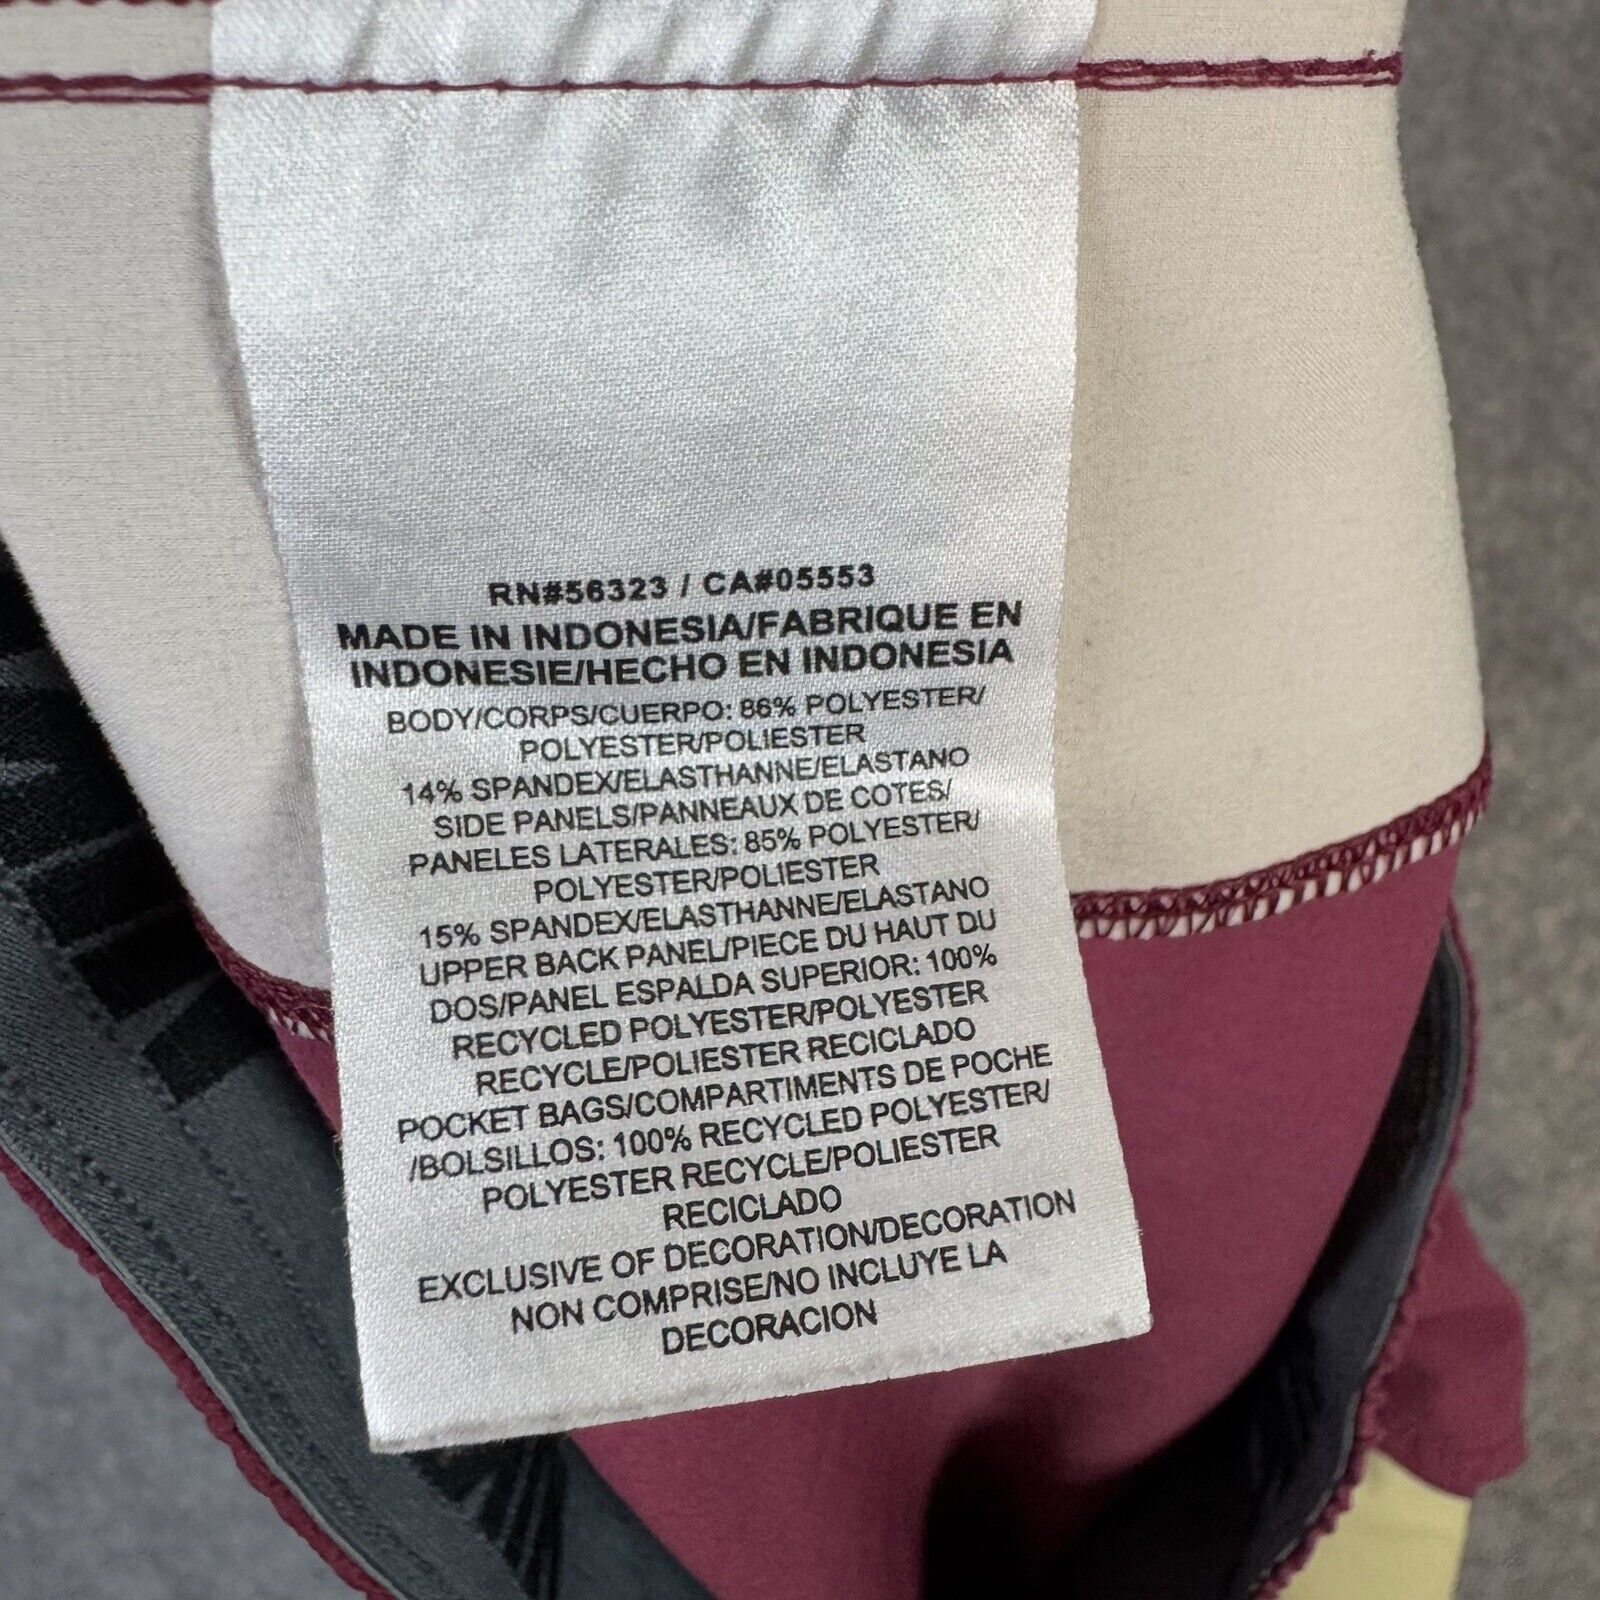 RN#56323 / CA#05553
MADE IN INDONESIA/FABRIQUE EN
INDONESIE/HECHO EN INDONESIA
BODY/CORPS/CUERPO: 86% POLYESTER/
POLYESTER/POLIESTER
14% SPANDEX/ELASTHANNE/ELASTANO
SIDE PANELS/PANNEAUX DE COTES/
PANELES LATERALES: 85% POLYESTER/
POLYESTER/POLIESTER
15% SPANDEX/ELASTHANNE/ELASTANO
UPPER BACK PANEL/PIECE DU HAUT DU
DOS/PANEL ESPALDA SUPERIOR: 100%
RECYCLED POLYESTER/POLYESTER
RECYCLE/POLIESTER RECICLADO
POCKET BAGS/COMPARTIMENTS DE POCHE
/BOLSILLOS: 100% RECYCLED POLYESTER/
POLYESTER RECYCLE/POLIESTER
RECICLADO
EXCLUSIVE OF DECORATION/DECORATION
NON COMPRISE/NO INCLUYE LA
DECORACION